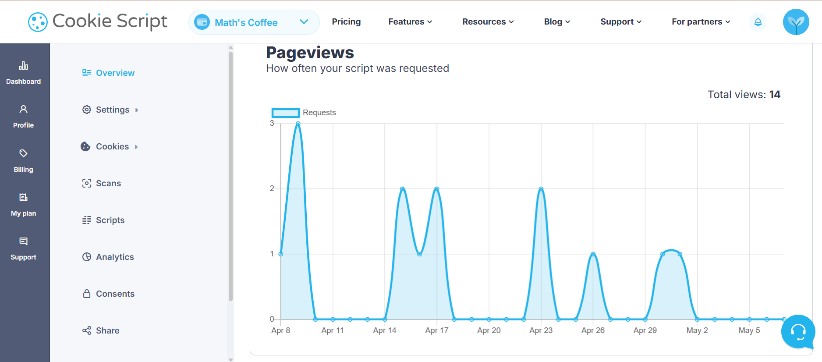 Cookie Script
Math's Coffee
Pricing
Features
Resources
Blog
Support
For partners
Dashboard
Profile
Billing
My plan
Support
Overview
Settings
Cookies
Scans
Scripts
Analytics
Consents
Share
Pageviews
How often your script was requested
Total views: 14
Requests
3
2
1
0
Apr 8 Apr 11 Apr 14 Apr 17 Apr 20 Apr 23 Apr 26 Apr 29 May 2 May 5